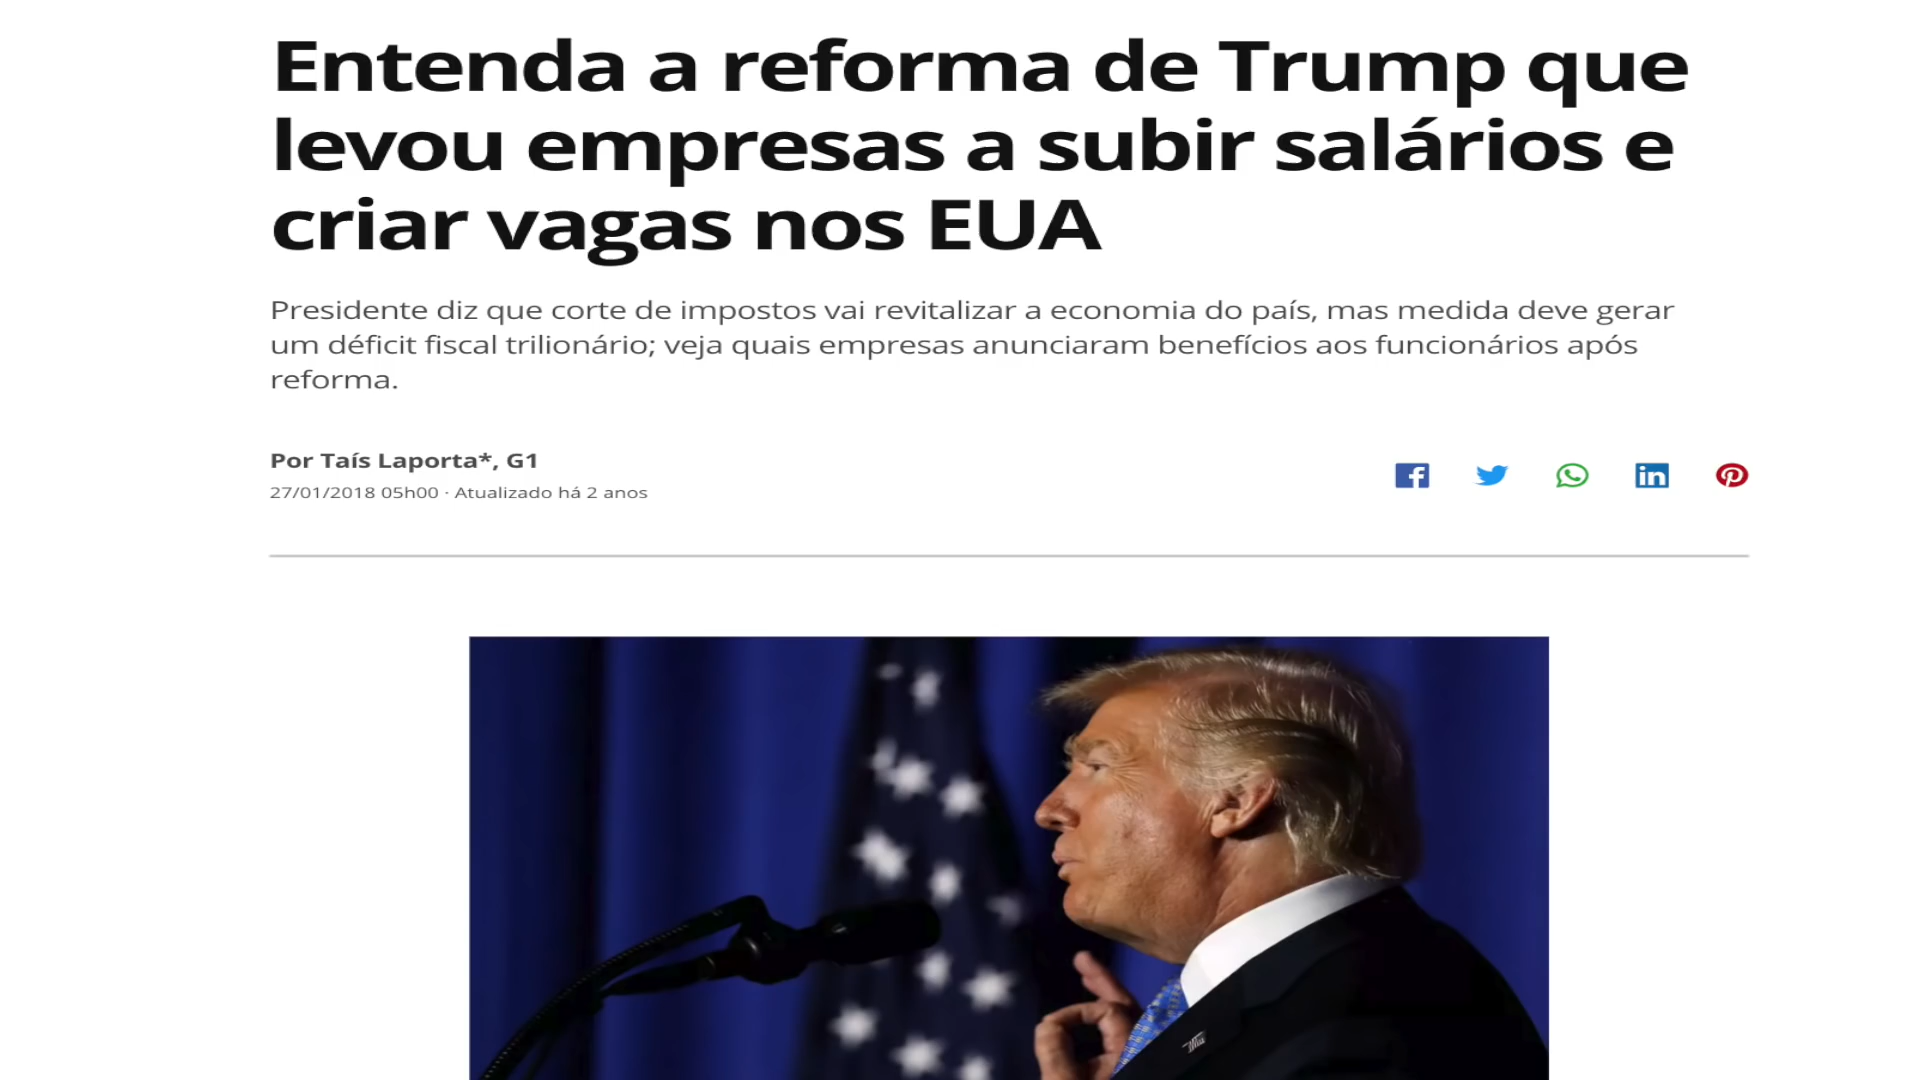 Entenda a reforma de Trump que
levou empresas a subir salários e
criar vagas nos EUA
Presidente diz que corte de impostos vai revitalizar a economia do país, mas medida deve gerar
um déficit fiscal trilionário; veja quais empresas anunciaram benefícios aos funcionários após
reforma.
Por Taís Laporta*, G1
27/01/2018 05h00 · Atualizado há 2 anos